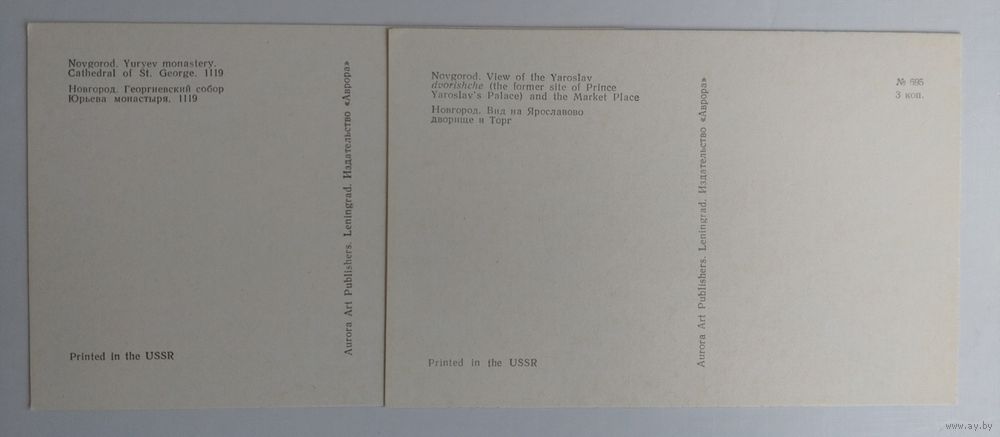 Novgorod. Yuryev monastery.
Cathedral of St. George. 1119
Новгород. Георгиевский собор
Юрьева монастыря. 1119
Aurora Art Publishers. Leningrad. Издательство «Аврора»
Printed in the USSR
Novgorod. View of the Yaroslav
dvorishche (the former site of Prince
Yaroslav's Palace) and the Market Place
Новгород. Вид на Ярославово
дворище и Торг
Aurora Art Publishers. Leningrad. Издательство «Аврора»
№ 595
3 коп.
Printed in the USSR
www.ay.by